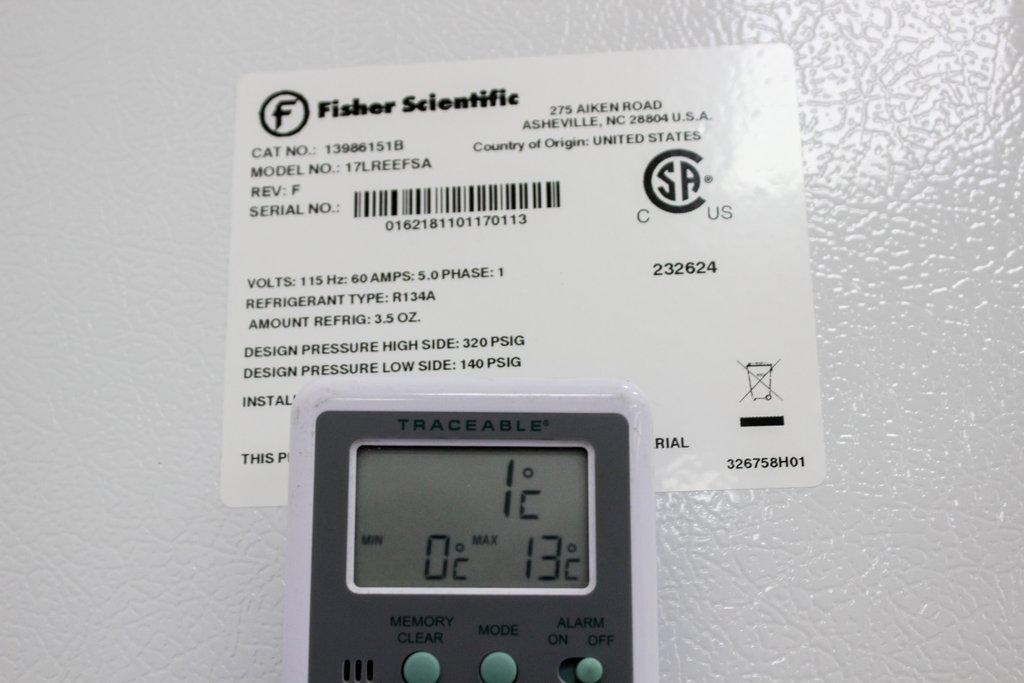 Fisher Scientific
275 AIKEN ROAD
ASHEVILLE, NC 28804 U.S.A.
Country of Origin: UNITED STATES
CAT NO.: 13986151B
MODEL NO.: 17LREEFSA
REV: F
SERIAL NO.:
0162181101170113
CSA®
C US
232624
VOLTS: 115 Hz: 60 AMPS: 5.0 PHASE: 1
REFRIGERANT TYPE: R134A
AMOUNT REFRIG: 3.5 OZ.
DESIGN PRESSURE HIGH SIDE: 320 PSIG
DESIGN PRESSURE LOW SIDE: 140 PSIG
INSTAL
THIS P
RIAL
326758H01
TRACEABLE®
1°C
MIN 0°C MAX 13°C
MEMORY CLEAR
MODE
ALARM
ON OFF